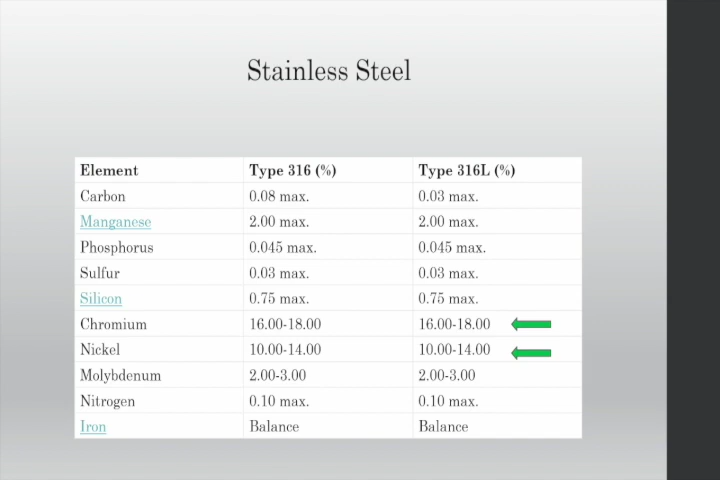 Stainless Steel
Element Type 316 (%) Type 316L (%)
Carbon 0.08 max. 0.03 max.
Manganese 2.00 max. 2.00 max.
Phosphorus 0.045 max. 0.045 max.
Sulfur 0.03 max. 0.03 max.
Silicon 0.75 max. 0.75 max.
Chromium 16.00-18.00 16.00-18.00
Nickel 10.00-14.00 10.00-14.00
Molybdenum 2.00-3.00 2.00-3.00
Nitrogen 0.10 max. 0.10 max.
Iron Balance Balance